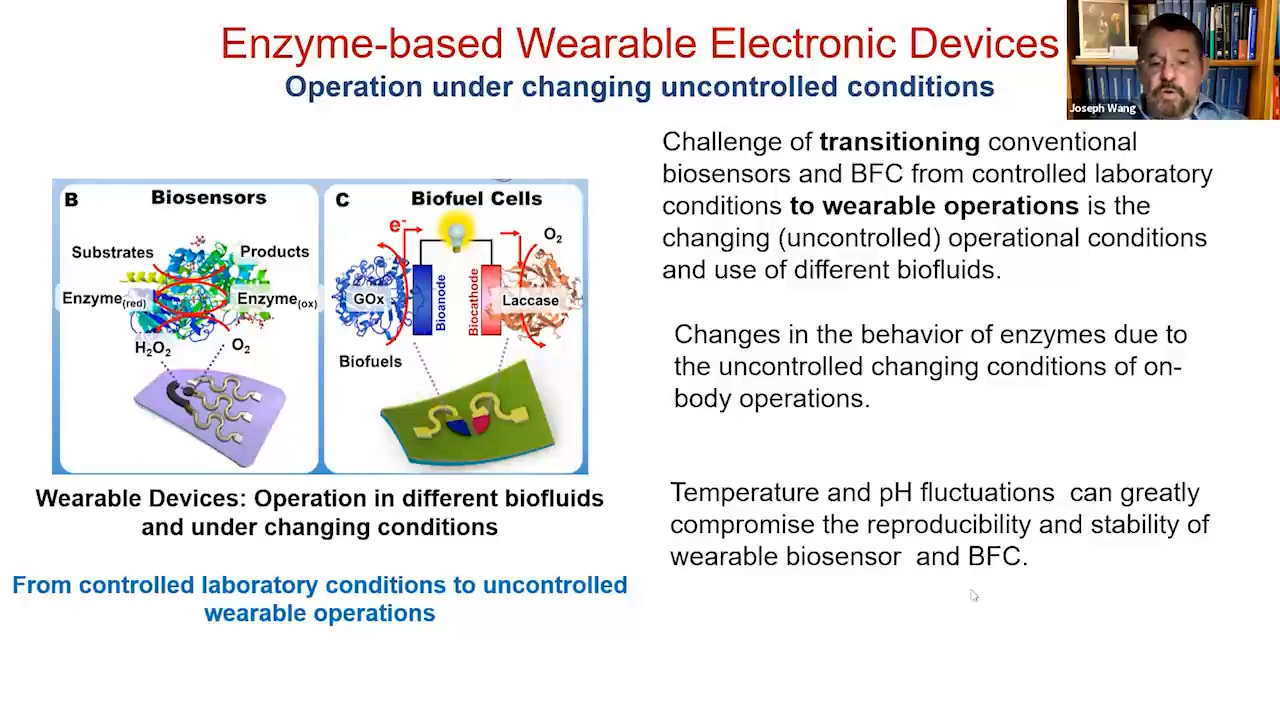 Enzyme-based Wearable Electronic Devices
Operation under changing uncontrolled conditions
Joseph Wang
B
Biosensors
Substrates
Products
Enzyme(red)
Enzyme(ox)
H2O2
O2
C
Biofuel Cells
e-
O2
GOx
Bioanode
Biocathode
Laccase
Biofuels
Wearable Devices: Operation in different biofluids
and under changing conditions
From controlled laboratory conditions to uncontrolled
wearable operations
Challenge of transitioning conventional
biosensors and BFC from controlled laboratory
conditions to wearable operations is the
changing (uncontrolled) operational conditions
and use of different biofluids.
Changes in the behavior of enzymes due to
the uncontrolled changing conditions of on-
body operations.
Temperature and pH fluctuations can greatly
compromise the reproducibility and stability of
wearable biosensor and BFC.